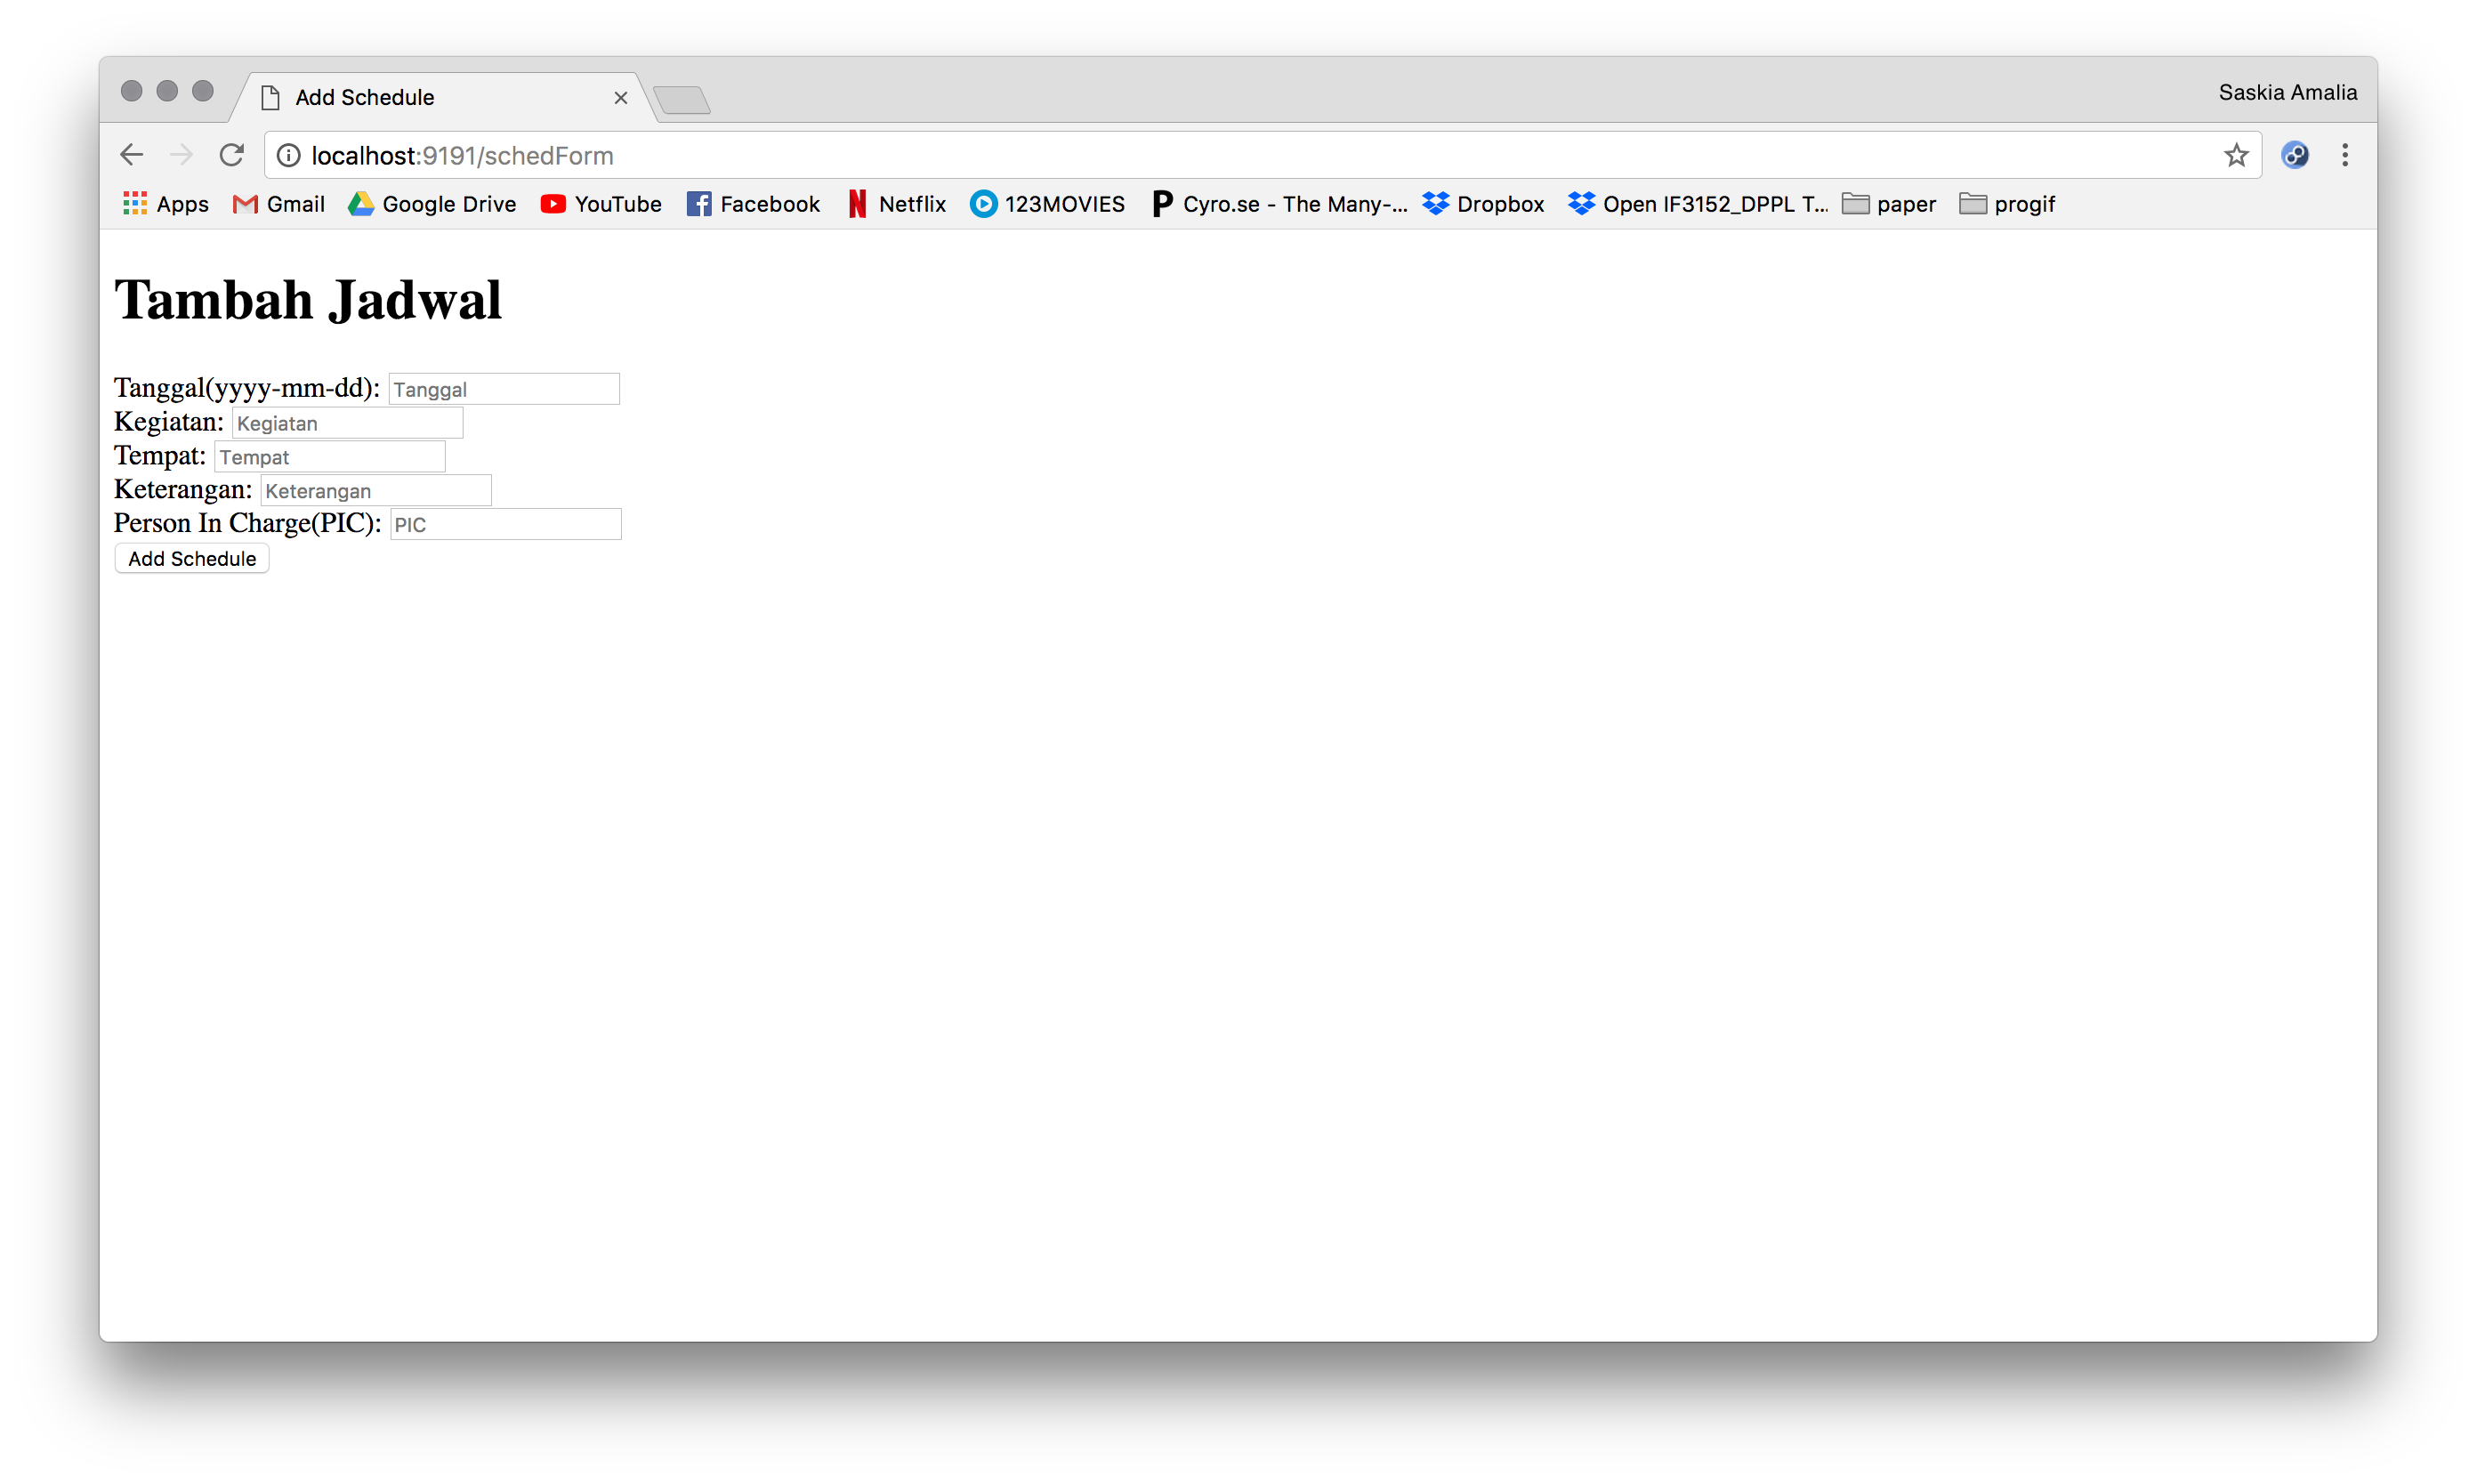 Add Schedule
Saskia Amalia
localhost:9191/schedForm
Apps Gmail Google Drive YouTube Facebook Netflix 123MOVIES Cyro.se - The Many-... Dropbox Open IF3152_DPPL T... paper progif
Tambah Jadwal
Tanggal(yyyy-mm-dd): Tanggal
Kegiatan: Kegiatan
Tempat: Tempat
Keterangan: Keterangan
Person In Charge(PIC): PIC
Add Schedule